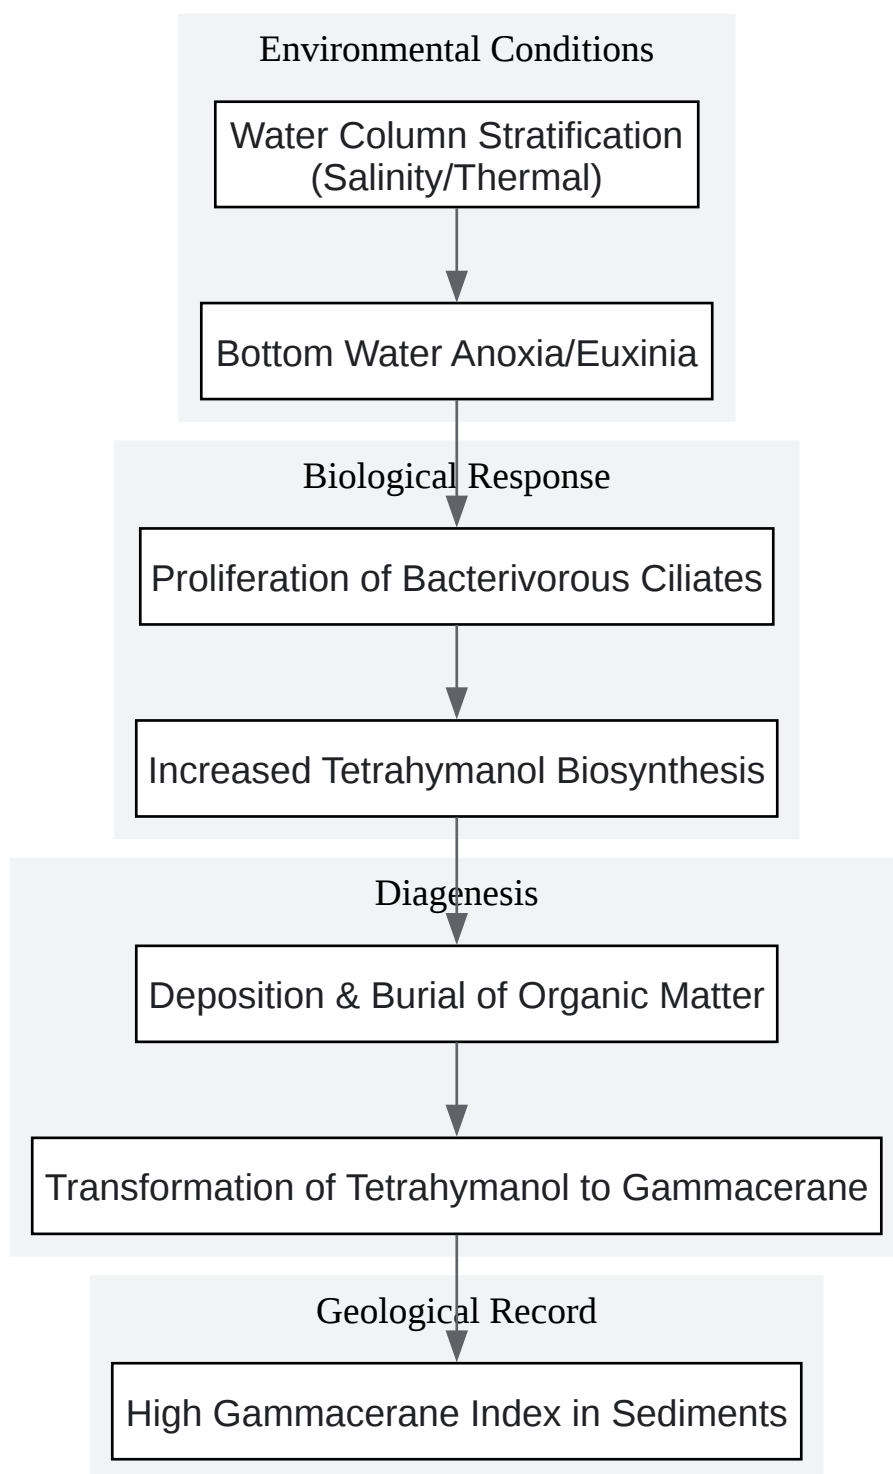 Environmental Conditions
Water Column Stratification
(Salinity/Thermal)
Bottom Water Anoxia/Euxinia
Biological Response
Proliferation of Bacterivorous Ciliates
Increased Tetrahymanol Biosynthesis
Diagenesis
Deposition & Burial of Organic Matter
Transformation of Tetrahymanol to Gammacerane
Geological Record
High Gammacerane Index in Sediments